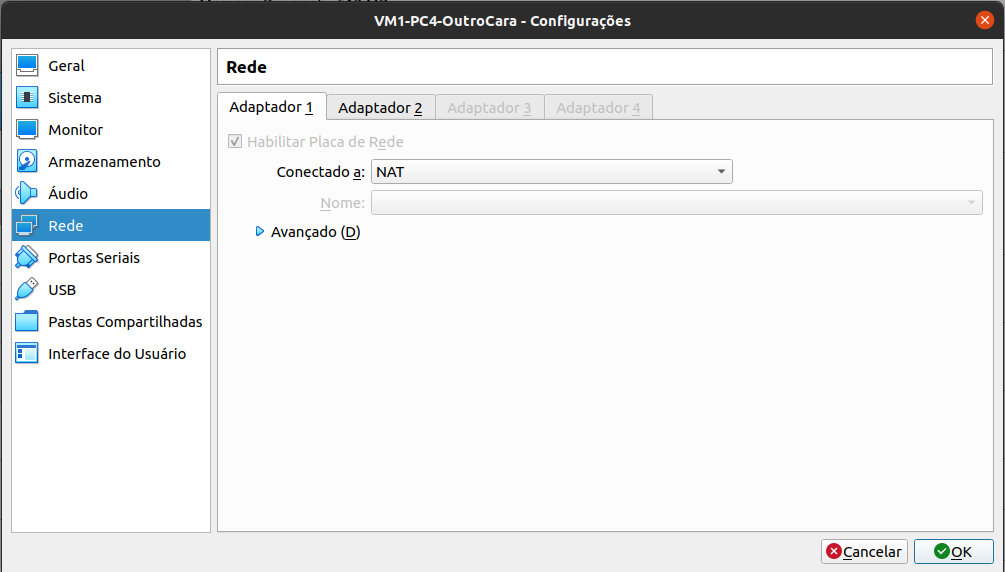 VM1-PC4-OutroCara - Configurações
Geral
Sistema
Monitor
Armazenamento
Áudio
Rede
Portas Seriais
USB
Pastas Compartilhadas
Interface do Usuário
Rede
Adaptador 1 Adaptador 2 Adaptador 3 Adaptador 4
Habilitar Placa de Rede
Conectado a: NAT
Nome:
Avançado (D)
Cancelar OK